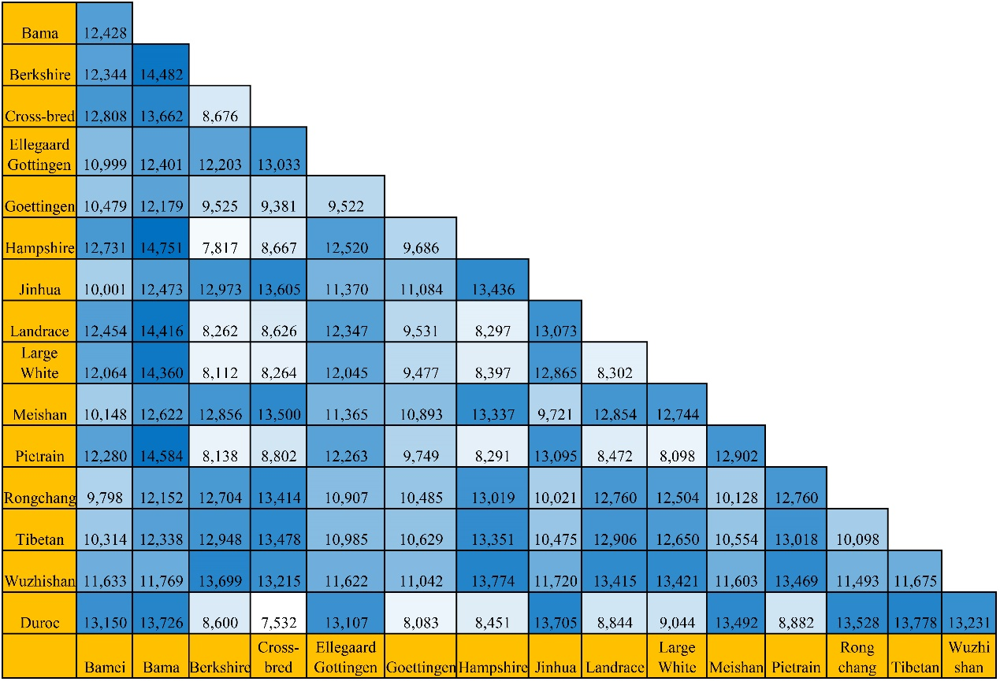 Bama 12,428
Berkshire 12,344 14,482
Cross-bred 12,808 13,662 8,676
Ellegaard
Gottingen 10,999 12,401 12,203 13,033
Goettingen 10,479 12,179 9,525 9,381 9,522
Hampshire 12,731 14,751 7,817 8,667 12,520 9,686
Jinhua 10,001 12,473 12,973 13,605 11,370 11,084 13,436
Landrace 12,454 14,416 8,262 8,626 12,347 9,531 8,297 13,073
Large
White 12,064 14,360 8,112 8,264 12,045 9,477 8,397 12,865 8,302
Meishan 10,148 12,622 12,856 13,500 11,365 10,893 13,337 9,721 12,854 12,744
Pietrain 12,280 14,584 8,138 8,802 12,263 9,749 8,291 13,095 8,472 8,098 12,902
Rongchang 9,798 12,152 12,704 13,414 10,907 10,485 13,019 10,021 12,760 12,504 10,128 12,760
Tibetan 10,314 12,338 12,948 13,478 10,985 10,629 13,351 10,475 12,906 12,650 10,554 13,018 10,098
Wuzhishan 11,633 11,769 13,699 13,215 11,622 11,042 13,774 11,720 13,415 13,421 11,603 13,469 11,493 11,675
Duroc 13,150 13,726 8,600 7,532 13,107 8,083 8,451 13,705 8,844 9,044 13,492 8,882 13,528 13,778 13,231
Cross- Ellegaard Large Rong Wuzhi
Bamei Bama Berkshire bred Gottingen Goettingen Hampshire Jinhua Landrace White Meishan Pietrain chang Tibetan shan